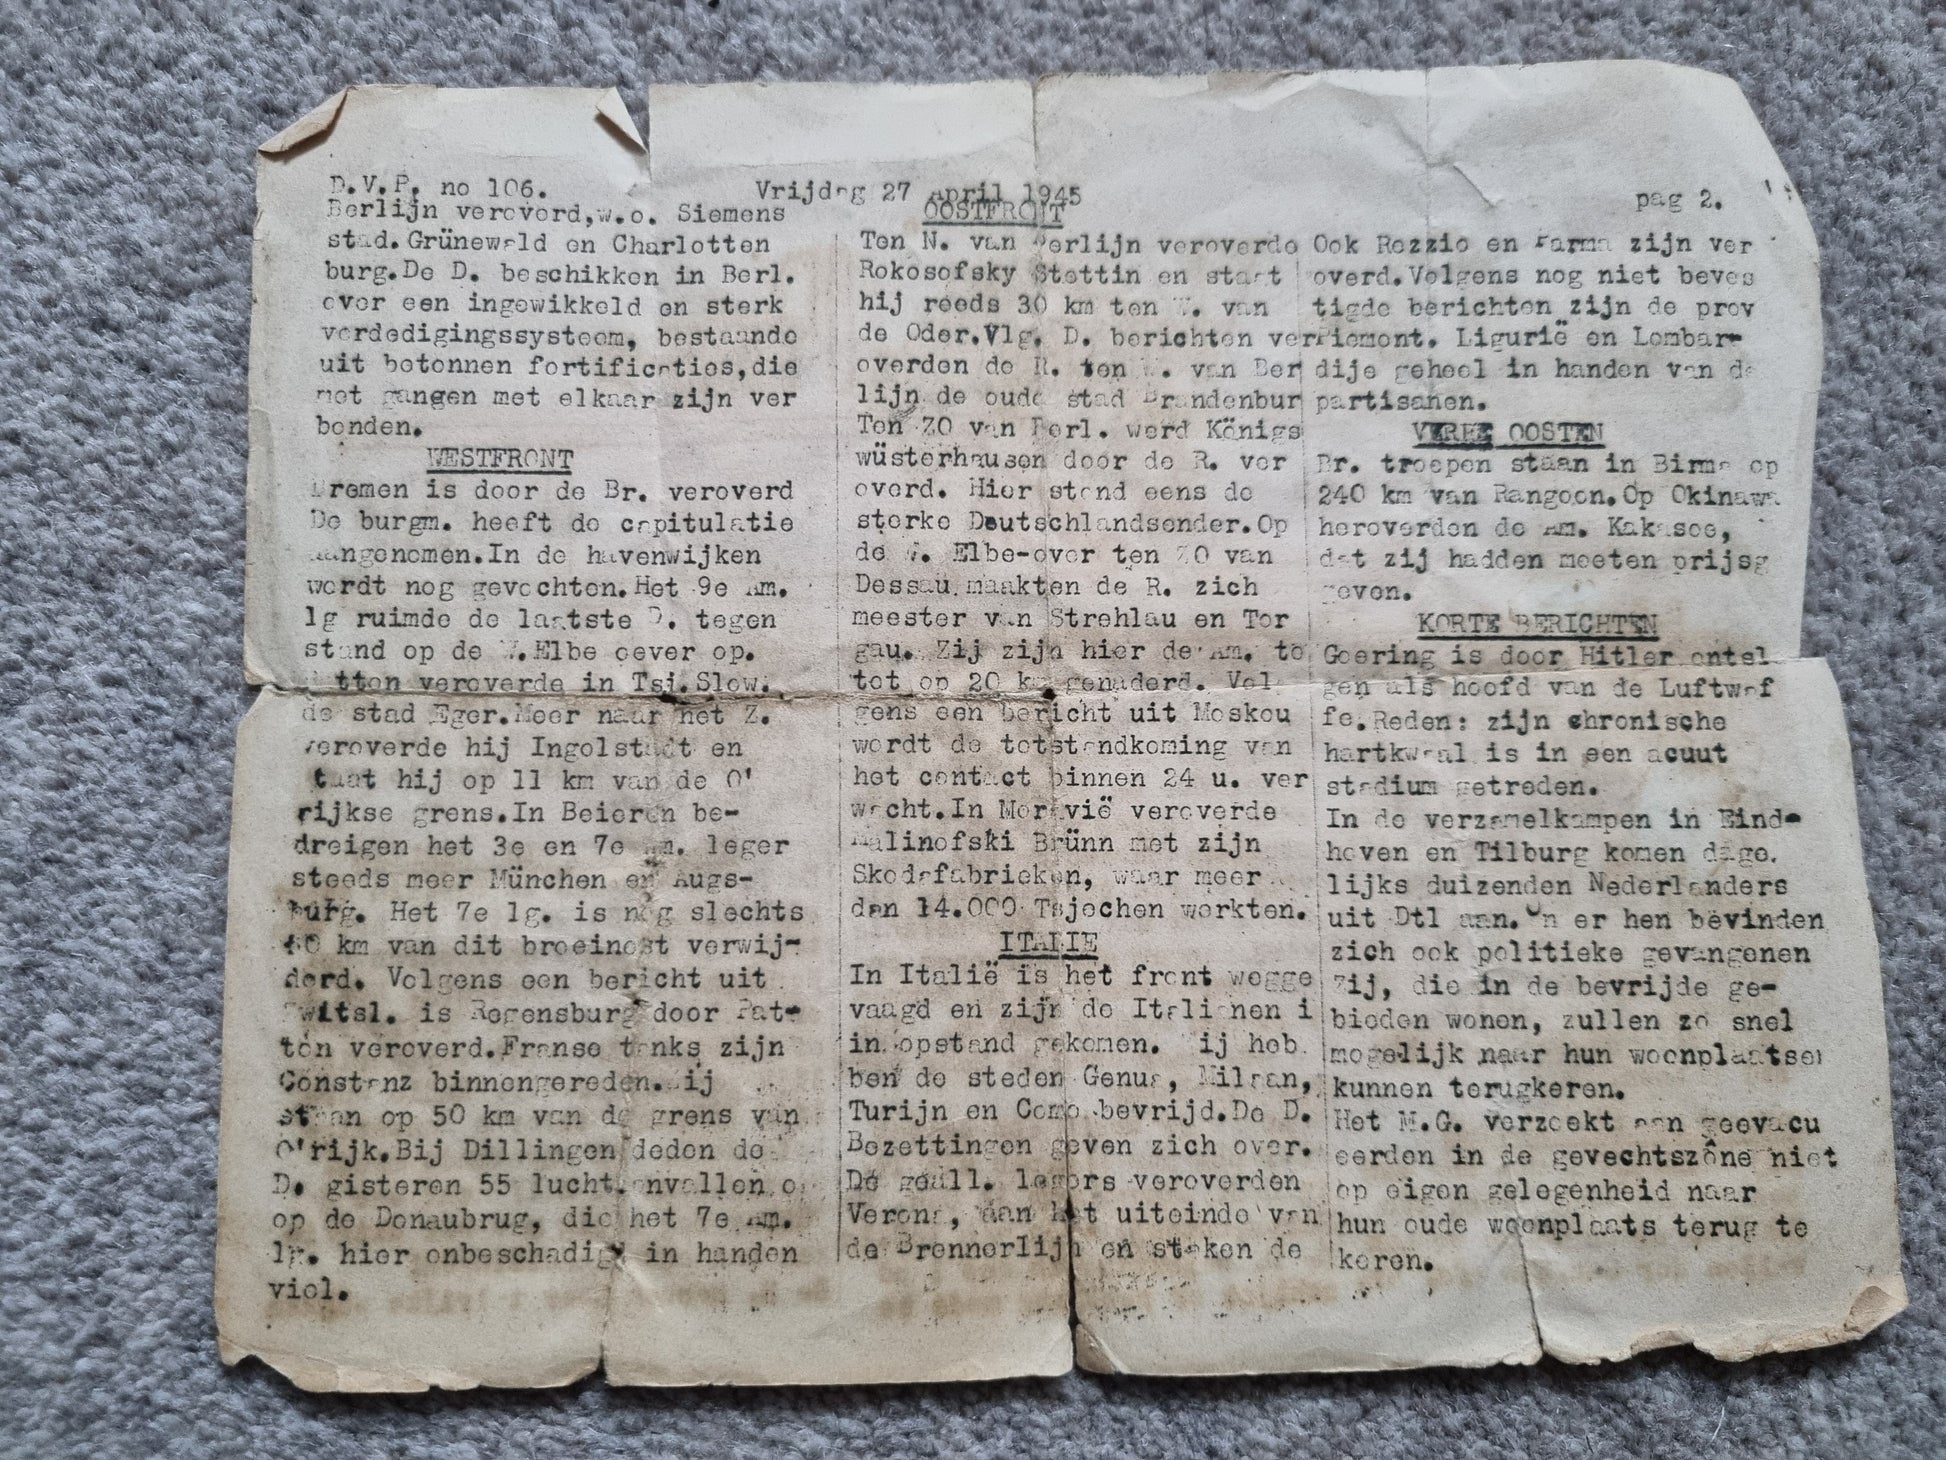 D.V.P. no 106. Vrijdag 27 April 1945 pag 2.
Berlijn veroverd,w.o. Siemens
stad. Grünewald en Charlotten
burg.De D. beschikken in Berl.
over een ingewikkeld en sterk
verdedigingssysteem, bestaande
uit betonnen fortificaties,die
met gangen met elkaar zijn ver
bonden.
WESTFRONT
Bremen is door de Br. veroverd
De burgm. heeft de capitulatie
aangenomen.In de havenwijken
wordt nog gevochten.Het 9e Am.
lg ruimde de laatste D. tegen
stand op de W.Elbe oever op.
Patton veroverde in Tsj.Slow.
de stad Eger.Meer naar het Z.
veroverde hij Ingolstadt en
staat hij op 11 km van de O'
rijkse grens.In Beieren be-
dreigen het 3e en 7e Am. leger
steeds meer München en Augs-
burg. Het 7e lg. is nog slechts
km van dit broeinest verwij-
derd. Volgens een bericht uit
Zwitsl. is Regensburg door Pat-
ton veroverd.Franse tanks zijn
Constanz binnengereden. Zij
staan op 50 km van de grens van
O'rijk.Bij Dillingen deden de
D. gisteren 55 luchtaanvallen o
op de Donaubrug, die het 7e Am.
lg. hier onbeschadigd in handen
viel.
OOSTFRONT
Ten N. van Berlijn veroverde
Rokosofsky Stettin en staat
hij reeds 30 km ten W. van
de Oder.Vlg. D. berichten ver
overden de R. ten W. van Ber
lijn de oude stad Brandenbur
Ten ZO van Berl. werd Königs
wüsterhausen door de R. ver
overd. Hier stond eens de
sterke Deutschlandsender.Op
de W. Elbe-over ten ZO van
Dessau maakten de R. zich
meester van Strehlau en Tor
gau. Zij zijn hier de Am. to
tot op 20 km genaderd. Vol
gens een bericht uit Moskou
wordt de totstandkoming van
het contact binnen 24 u. ver
wacht.In Moravië veroverde
Malinofski Brünn met zijn
Skodafabrieken, waar meer
dan 14.000 Tsjechen werkten.
ITALIE
In Italië is het front wegge
vaagd en zijn de Italianen i
in opstand gekomen. Zij heb
ben de steden Genua, Milaan,
Turijn en Como bevrijd.De D.
Bezettingen geven zich over.
De geall. legers veroverden
Verona, aan het uiteinde van
de Brennerlijn en staken de
Ook Rezzio en Parma zijn ver
overd.Volgens nog niet beves
tigde berichten zijn de prov
Piemont. Ligurië en Lombar-
dije geheel in handen van de
partisanen.
VERRE OOSTEN
Br. troepen staan in Birma op
240 km van Rangoon.Op Okinawa
heroverden de Am. Kakasoe,
dat zij hadden moeten prijsg
geven.
KORTE BERICHTEN
Goering is door Hitler ontsl
gen als hoofd van de Luftwaf
fe.Reden: zijn chronische
hartkwaal is in een acuut
stadium getreden.
In de verzamelkampen in Eind-
hoven en Tilburg komen dage.
lijks duizenden Nederlanders
uit Dtl aan. On er hen bevinden
zich ook politieke gevangenen
Zij, die in de bevrijde ge-
bieden wonen, zullen zo snel
mogelijk naar hun woonplaatsen
kunnen terugkeren.
Het M.G. verzoekt aan geevacu
eerden in de gevechtszône niet
op eigen gelegenheid naar
hun oude woonplaats terug te
keren.